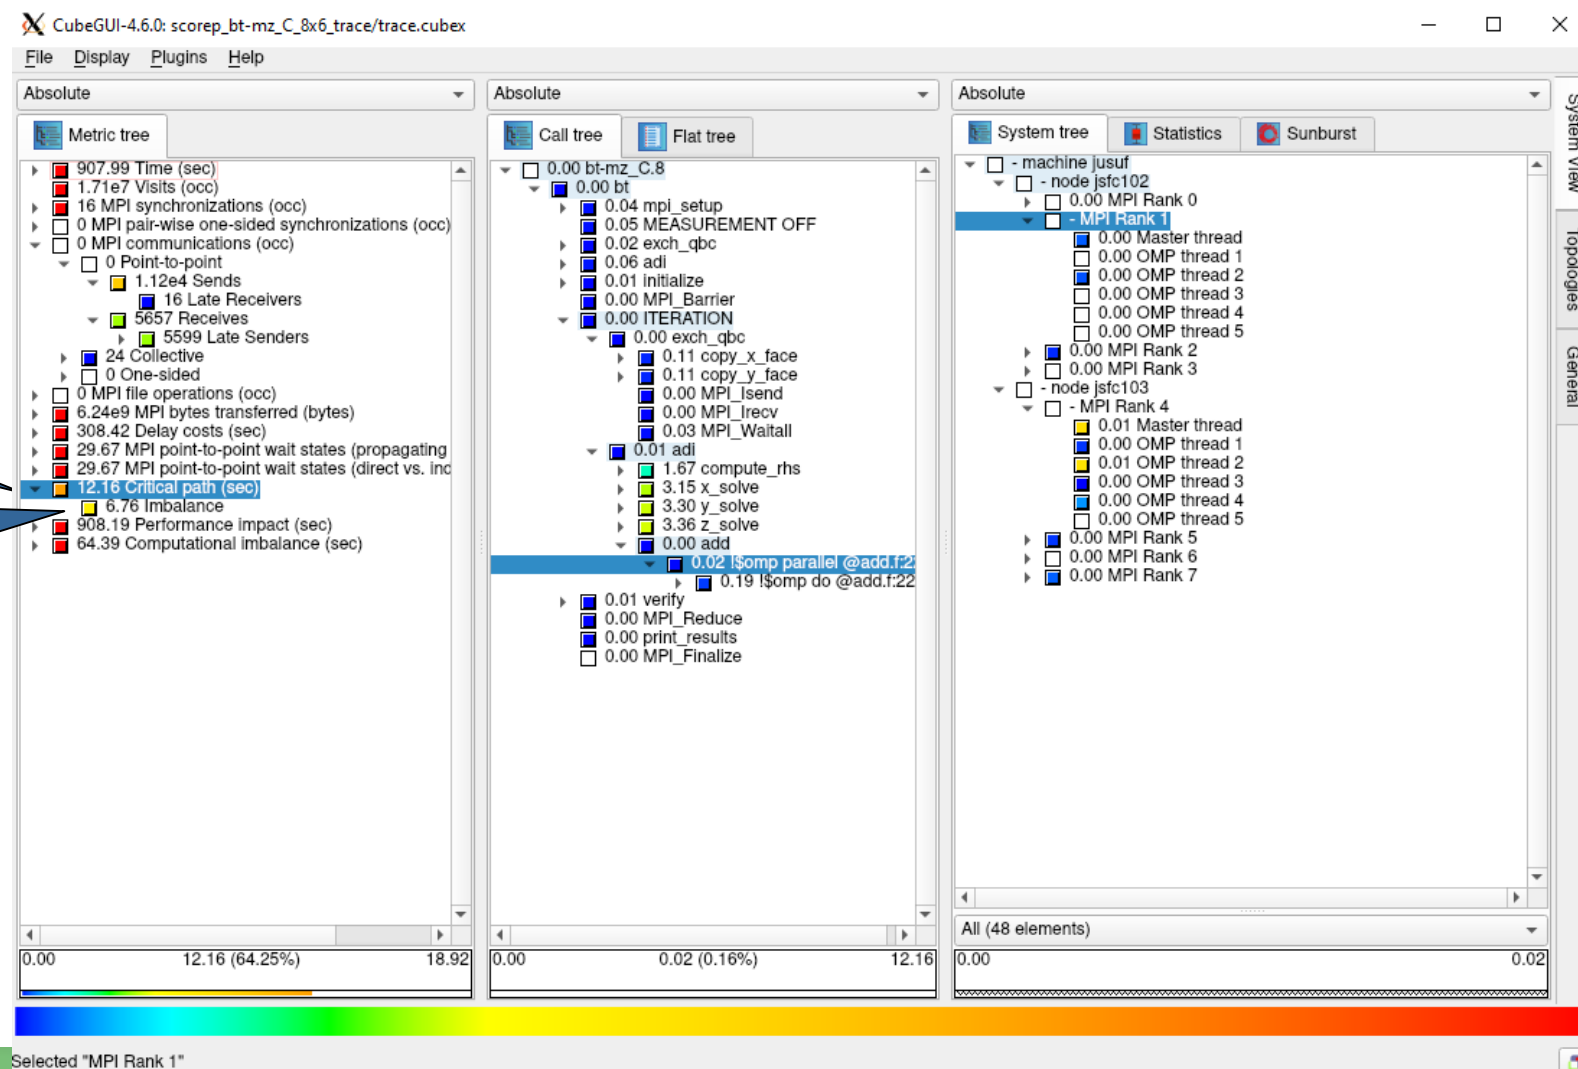 CubeGUI-4.6.0: scorep_bt-mz_C_8x6_trace/trace.cubex
File Display Plugins Help
Absolute
Metric tree
907.99 Time (sec)
1.71e7 Visits (occ)
16 MPI synchronizations (occ)
0 MPI pair-wise one-sided synchronizations (occ)
0 MPI communications (occ)
0 Point-to-point
1.12e4 Sends
16 Late Receivers
5657 Receives
5599 Late Senders
24 Collective
0 One-sided
0 MPI file operations (occ)
6.24e9 MPI bytes transferred (bytes)
308.42 Delay costs (sec)
29.67 MPI point-to-point wait states (propagating
29.67 MPI point-to-point wait states (direct vs. ind
12.16 Critical path (sec)
6.76 Imbalance
908.19 Performance impact (sec)
64.39 Computational imbalance (sec)
0.00 12.16 (64.25%) 18.92
Absolute
Call tree Flat tree
0.00 bt-mz_C.8
0.00 bt
0.04 mpi_setup
0.05 MEASUREMENT OFF
0.02 exch_qbc
0.06 adi
0.01 initialize
0.00 MPI_Barrier
0.00 ITERATION
0.00 exch_qbc
0.11 copy_x_face
0.11 copy_y_face
0.00 MPI_Isend
0.00 MPI_Irecv
0.03 MPI_Waitall
0.01 adi
1.67 compute_rhs
3.15 x_solve
3.30 y_solve
3.36 z_solve
0.00 add
0.02 !$omp parallel @add.f:2
0.19 !$omp do @add.f:22
0.01 verify
0.00 MPI_Reduce
0.00 print_results
0.00 MPI_Finalize
0.00 0.02 (0.16%) 12.16
Absolute
System tree Statistics Sunburst
- machine jusuf
- node jsfc102
0.00 MPI Rank 0
- MPI Rank 1
0.00 Master thread
0.00 OMP thread 1
0.00 OMP thread 2
0.00 OMP thread 3
0.00 OMP thread 4
0.00 OMP thread 5
0.00 MPI Rank 2
0.00 MPI Rank 3
- node jsfc103
- MPI Rank 4
0.01 Master thread
0.00 OMP thread 1
0.01 OMP thread 2
0.00 OMP thread 3
0.00 OMP thread 4
0.00 OMP thread 5
0.00 MPI Rank 5
0.00 MPI Rank 6
0.00 MPI Rank 7
All (48 elements)
0.00 0.02
System View
Topologies
General
Selected "MPI Rank 1"